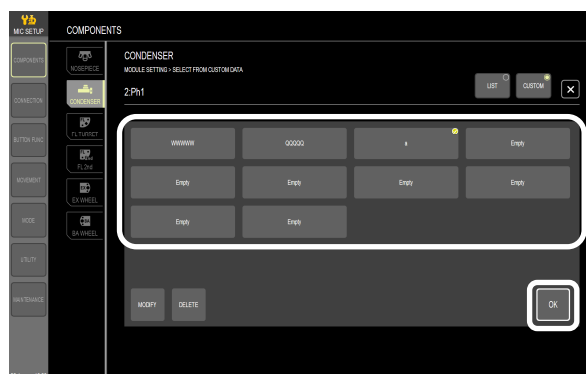 MIC SETUP
COMPONENTS
COMPONENTS
CONNECTION
BUTTON FUNC
MOVEMENT
MODE
UTILITY
MAINTENANCE
NOSEPIECE
CONDENSER
FL TURRET
FL 2nd
EX WHEEL
BA WHEEL
CONDENSER
MODULE SETTING > SELECT FROM CUSTOM DATA
2:Ph1
LIST
CUSTOM
WWWWW
QQQQQ
Empty
Empty
Empty
Empty
Empty
Empty
Empty
MODIFY
DELETE
OK